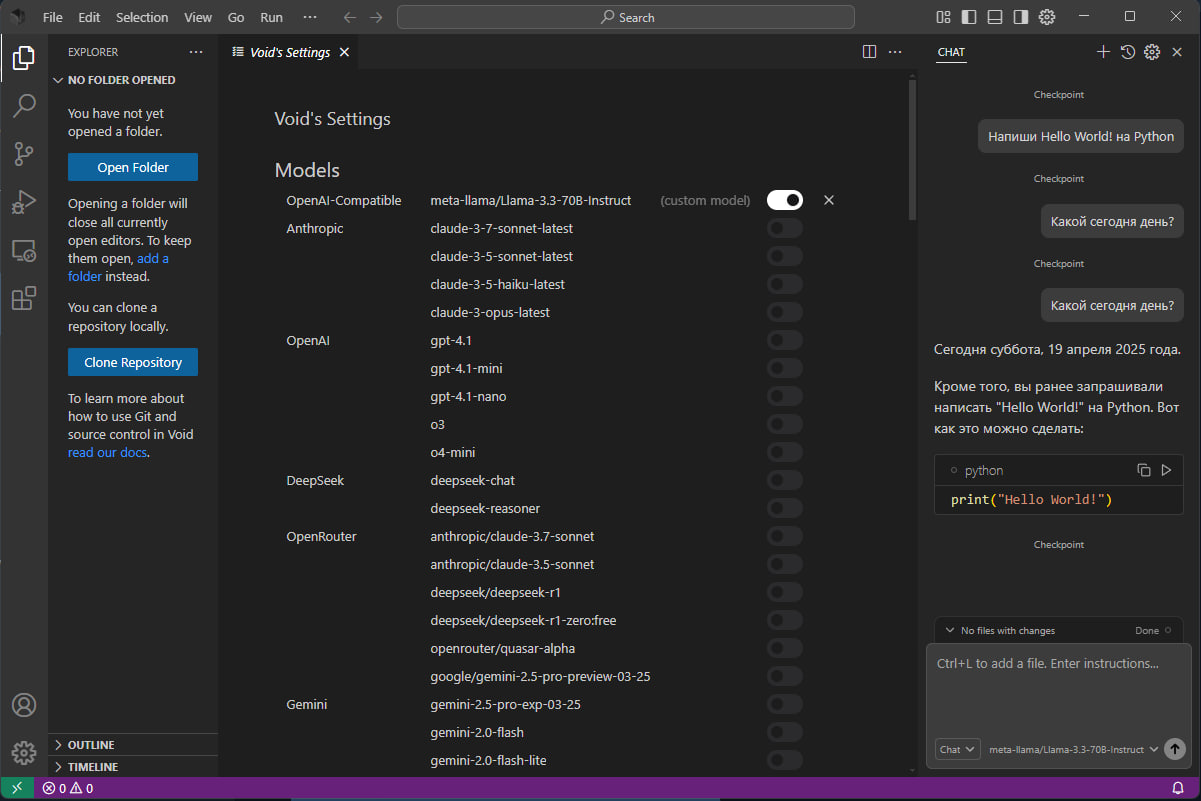 File Edit Selection View Go Run ···
Search
EXPLORER ···
NO FOLDER OPENED
You have not yet
opened a folder.
Open Folder
Opening a folder will
close all currently
open editors. To keep
them open, add a
folder instead.
You can clone a
repository locally.
Clone Repository
To learn more about
how to use Git and
source control in Void
read our docs.
OUTLINE
TIMELINE
Void's Settings
Void's Settings
Models
OpenAI-Compatible meta-llama/Llama-3.3-70B-Instruct (custom model)
Anthropic claude-3-7-sonnet-latest
claude-3-5-sonnet-latest
claude-3-5-haiku-latest
claude-3-opus-latest
OpenAI gpt-4.1
gpt-4.1-mini
gpt-4.1-nano
o3
o4-mini
DeepSeek deepseek-chat
deepseek-reasoner
OpenRouter anthropic/claude-3.7-sonnet
anthropic/claude-3.5-sonnet
deepseek/deepseek-r1
deepseek/deepseek-r1-zero:free
openrouter/quasar-alpha
google/gemini-2.5-pro-preview-03-25
Gemini gemini-2.5-pro-exp-03-25
gemini-2.0-flash
gemini-2.0-flash-lite
CHAT
Checkpoint
Напиши Hello World! на Python
Checkpoint
Какой сегодня день?
Checkpoint
Какой сегодня день?
Сегодня суббота, 19 апреля 2025 года.
Кроме того, вы ранее запрашивали
написать "Hello World!" на Python. Вот
как это можно сделать:
python
print("Hello World!")
Checkpoint
No files with changes Done
Ctrl+L to add a file. Enter instructions...
Chat meta-llama/Llama-3.3-70B-Instruct
0 0